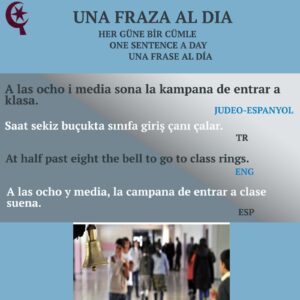 UNA FRAZA AL DIA
HER GÜNE BİR CÜMLE
ONE SENTENCE A DAY
UNA FRASE AL DÍA
A las ocho i media sona la kampana de entrar a
klasa.
JUDEO-ESPANYOL
Saat sekiz buçukta sınıfa giriş çanı çalar.
TR
At half past eight the bell to go to class rings.
ENG
A las ocho y media, la campana de entrar a clase
suena.
ESP